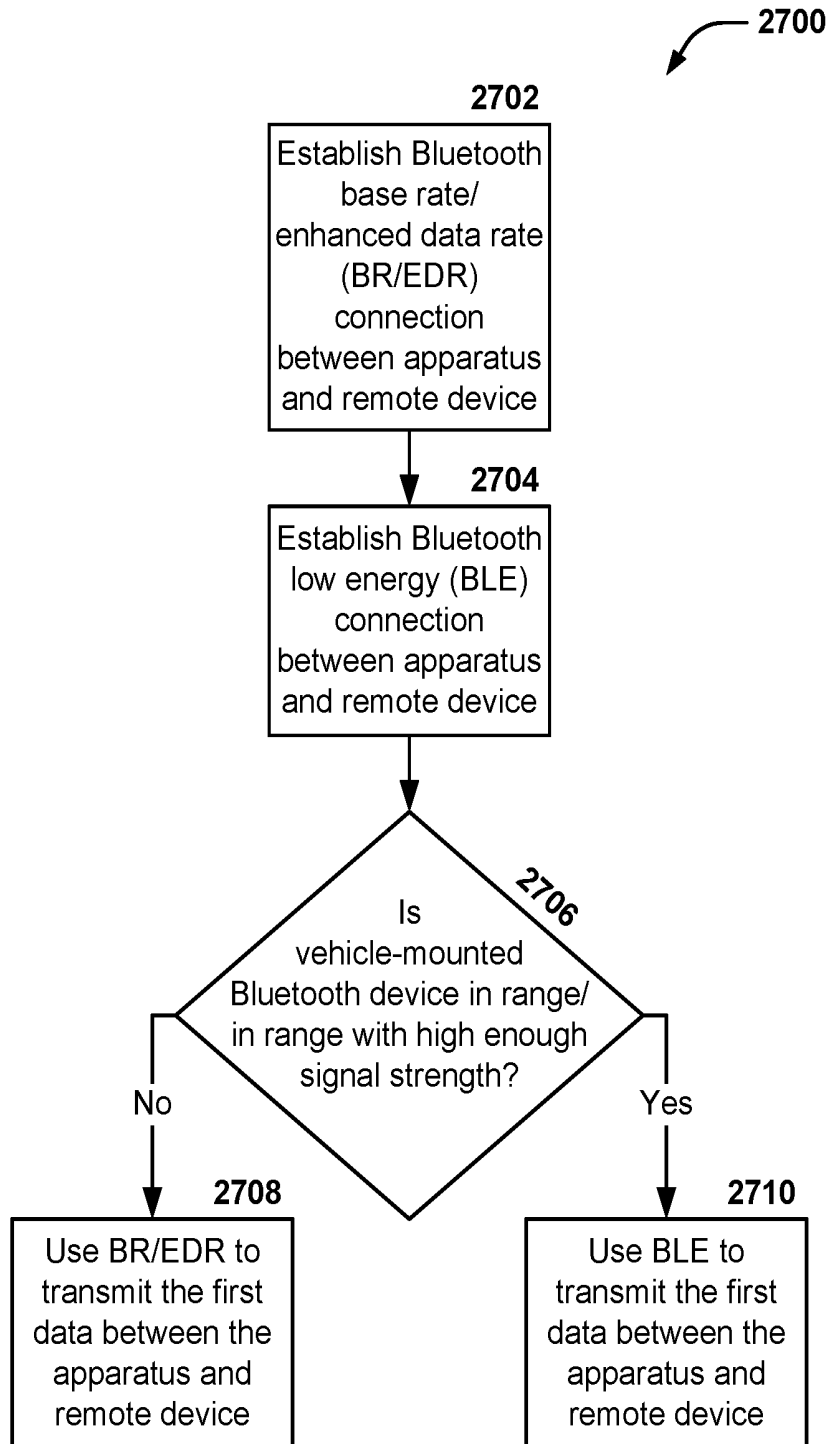 2700
2702
Establish Bluetooth
base rate/
enhanced data rate
(BR/EDR)
connection
between apparatus
and remote device
2704
Establish Bluetooth
low energy (BLE)
connection
between apparatus
and remote device
2706
Is
vehicle-mounted
Bluetooth device in range/
in range with high enough
signal strength?
No
Yes
2708
Use BR/EDR to
transmit the first
data between the
apparatus and
remote device
2710
Use BLE to
transmit the first
data between the
apparatus and
remote device